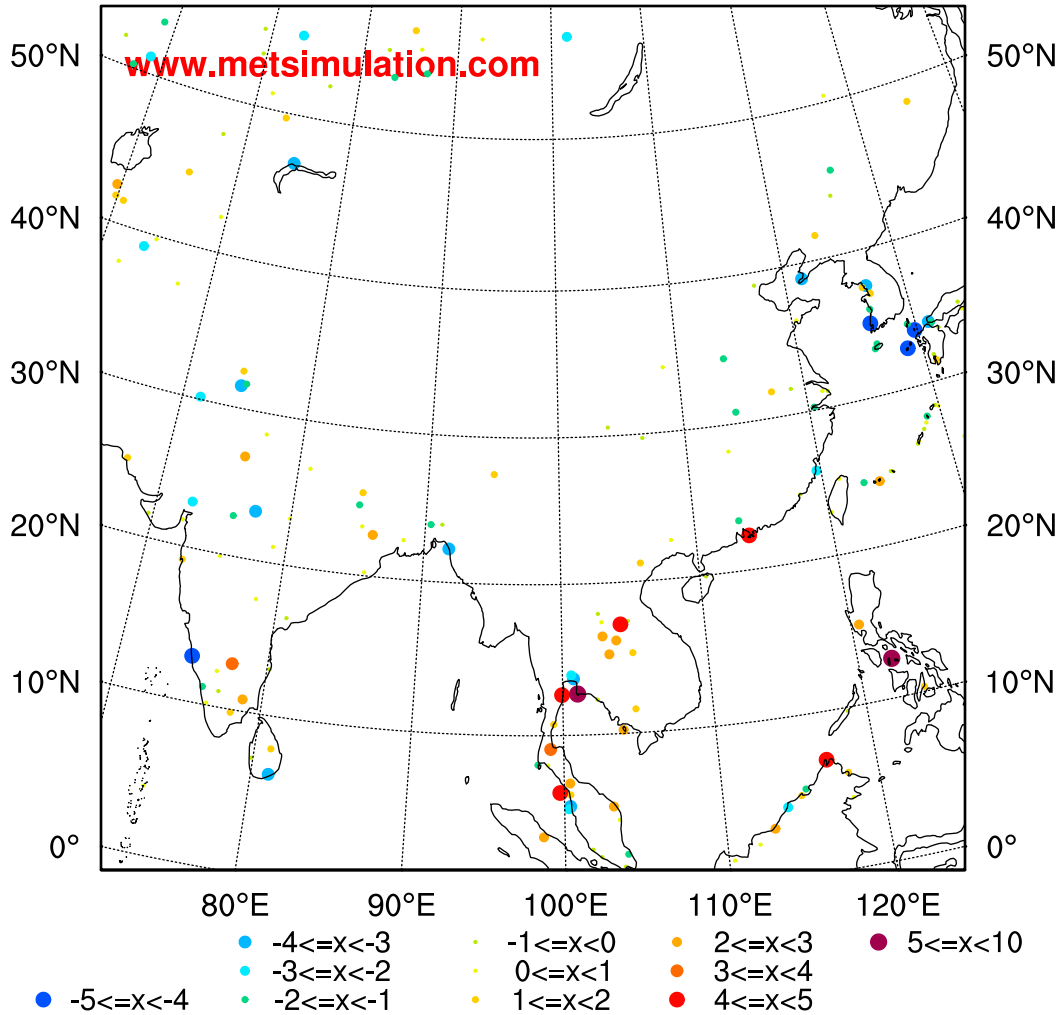 www.metsimulation.com
50°N 50°N
40°N 40°N
30°N 30°N
20°N 20°N
10°N 10°N
0° 0°
80°E 90°E 100°E 110°E 120°E
-4<=x<-3 -1<=x<0 2<=x<3 5<=x<10
-3<=x<-2 0<=x<1 3<=x<4
-5<=x<-4 -2<=x<-1 1<=x<2 4<=x<5